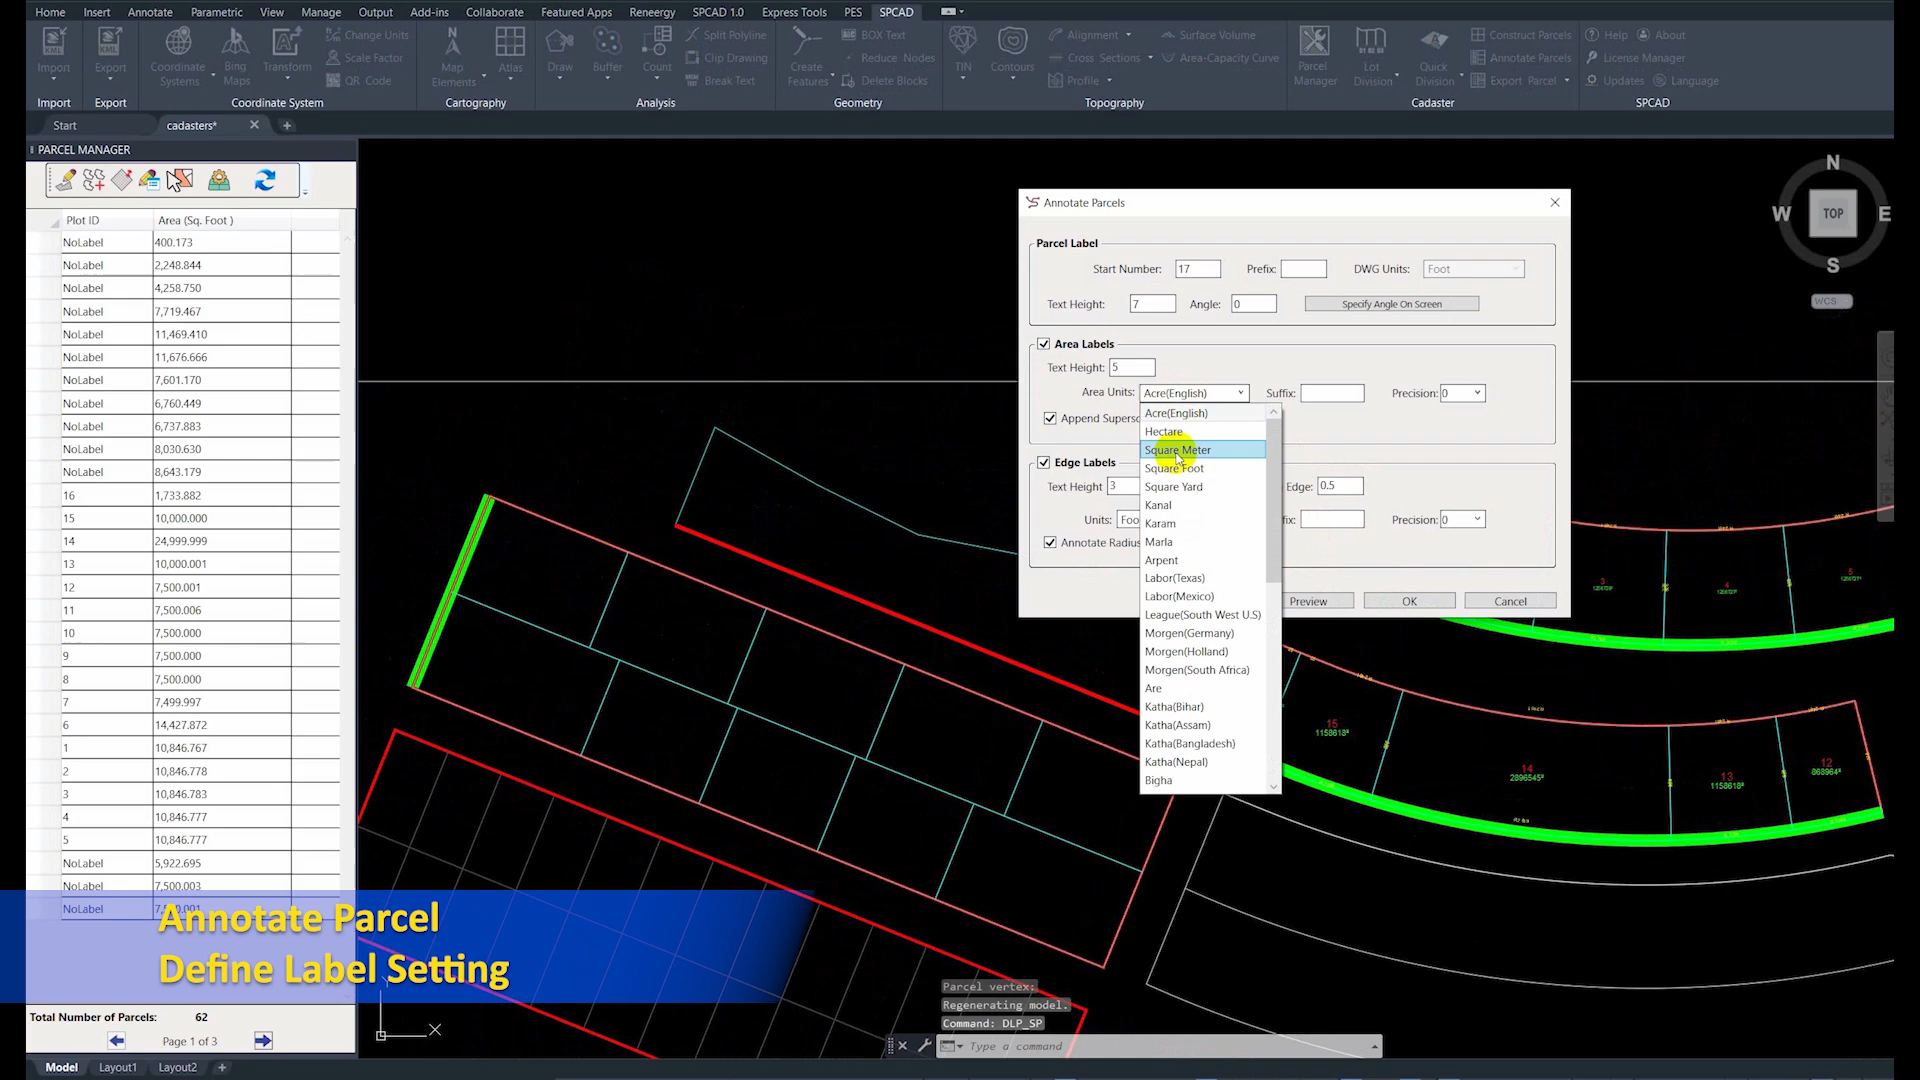 Home Insert Annotate Parametric View Manage Output Add-ins Collaborate Featured Apps Reneergy SPCAD 1.0 Express Tools PES SPCAD
Import Export Coordinate Systems Bing Maps Transform Change Units Scale Factor QR Code
Map Elements Atlas Draw Buffer Count Split Polyline Clip Drawing Break Text
Create Features BOX Text Reduce Nodes Delete Blocks
TIN Contours Alignment Cross Sections Profile Surface Volume Area-Capacity Curve
Parcel Manager Lot Division Quick Division Construct Parcels Annotate Parcels Export Parcel
Help About License Manager Updates Language
Import Export Coordinate System Cartography Analysis Geometry Topography Cadaster SPCAD
Start cadasters*
PARCEL MANAGER
Plot ID Area (Sq. Foot )
NoLabel 400.173
NoLabel 2,248.844
NoLabel 4,258.750
NoLabel 7,719.467
NoLabel 11,469.410
NoLabel 11,676.666
NoLabel 7,601.170
NoLabel 6,760.449
NoLabel 6,737.883
NoLabel 8,030.630
NoLabel 8,643.179
16 1,733.882
15 10,000.000
14 24,999.999
13 10,000.001
12 7,500.001
11 7,500.006
10 7,500.000
9 7,500.000
8 7,500.000
7 7,499.997
6 14,427.872
1 10,846.767
2 10,846.778
3 10,846.783
4 10,846.777
5 10,846.777
NoLabel 5,922.695
NoLabel 7,500.003
NoLabel 7,500.001
Annotate Parcel
Define Label Setting
Total Number of Parcels: 62
Page 1 of 3
Model Layout1 Layout2
Annotate Parcels
Parcel Label
Start Number: 17 Prefix: DWG Units: Foot
Text Height: 7 Angle: 0 Specify Angle On Screen
Area Labels
Text Height: 5
Area Units: Acre(English) Suffix: Precision: 0
Append Supersc
Edge Labels
Text Height 3 Edge: 0.5
Units: Foo Precision: 0
Annotate Radius
Preview OK Cancel
Acre(English)
Hectare
Square Meter
Square Foot
Square Yard
Kanal
Karam
Marla
Arpent
Labor(Texas)
Labor(Mexico)
League(South West U.S)
Morgen(Germany)
Morgen(Holland)
Morgen(South Africa)
Are
Katha(Bihar)
Katha(Assam)
Katha(Bangladesh)
Katha(Nepal)
Bigha
N
W TOP E
S
WCS
3
4
5
15
1158618²
14
2896545²
13
1158618²
12
868964²
X
Parcel vertex:
Regenerating model.
Command: DLP_SP
Type a command